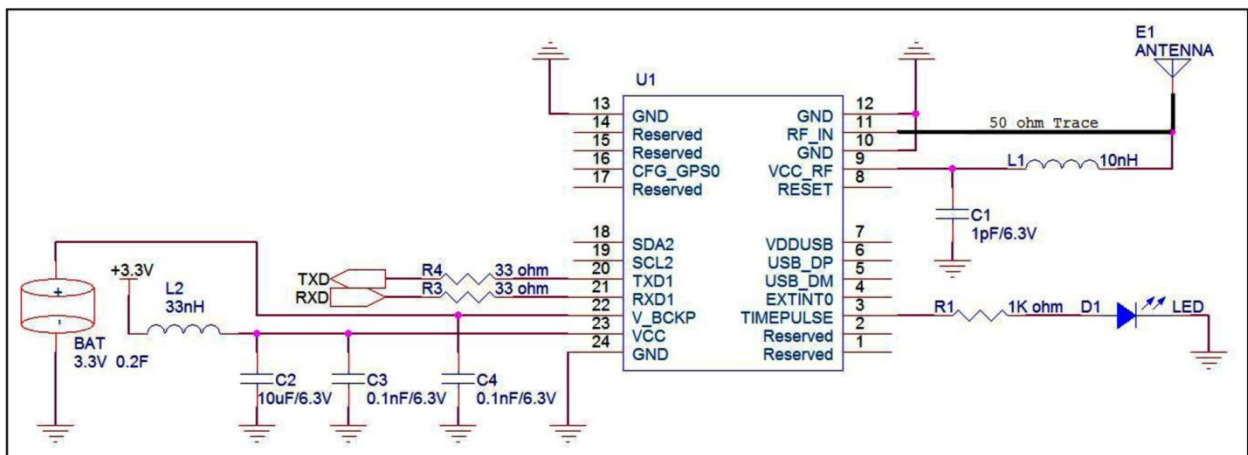 E1
ANTENNA
U1
13 GND GND 12
14 Reserved RF_IN 11 50 ohm Trace
15 Reserved GND 10
16 CFG_GPS0 VCC_RF 9 L1 10nH
17 Reserved RESET 8
C1
1pF/6.3V
18 SDA2 VDDUSB 7
19 SCL2 USB_DP 6
TXD R4 33 ohm 20 TXD1 USB_DM 5
RXD R3 33 ohm 21 RXD1 EXTINT0 4
22 V_BCKP TIMEPULSE 3 R1 1K ohm D1 LED
23 VCC Reserved 2
24 GND Reserved 1
+3.3V
L2
33nH
+
-
BAT
3.3V 0.2F
C2
10uF/6.3V
C3
0.1nF/6.3V
C4
0.1nF/6.3V